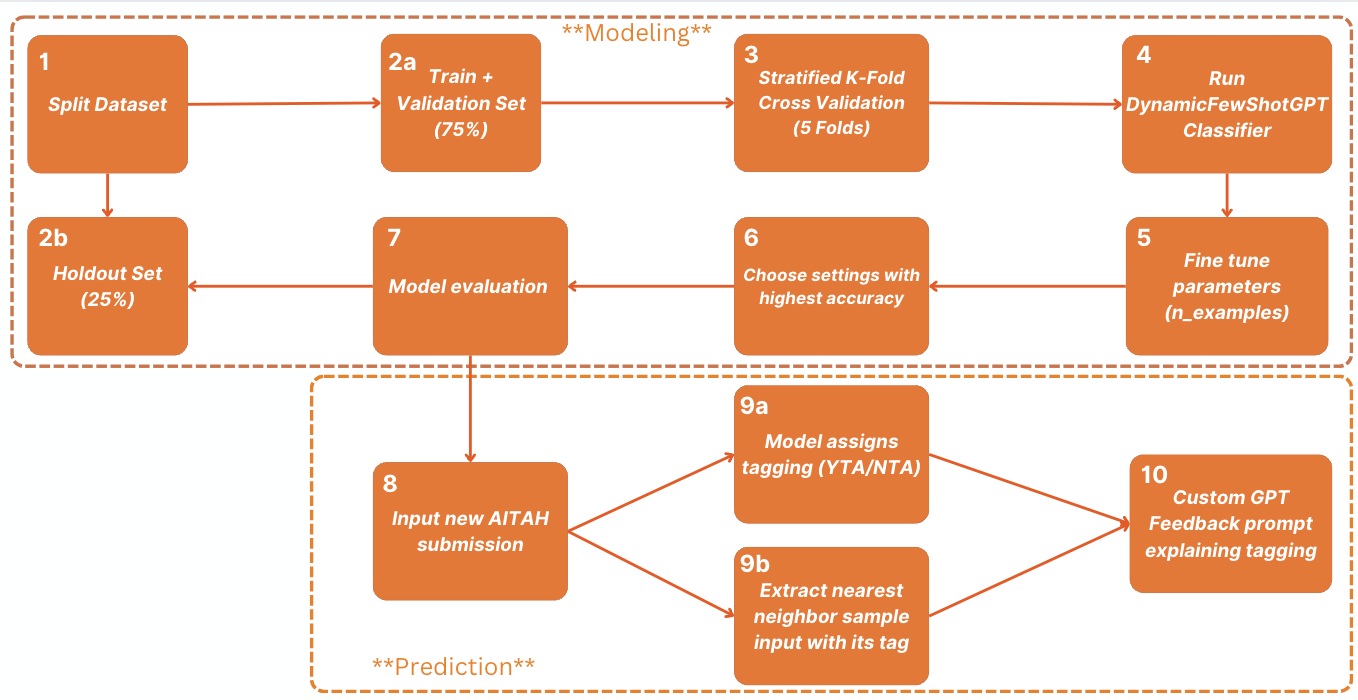 **Modeling**
1
Split Dataset
2a
Train +
Validation Set
(75%)
3
Stratified K-Fold
Cross Validation
(5 Folds)
4
Run
DynamicFewShotGPT
Classifier
2b
Holdout Set
(25%)
7
Model evaluation
6
Choose settings with
highest accuracy
5
Fine tune
parameters
(n_examples)
8
Input new AITAH
submission
9a
Model assigns
tagging (YTA/NTA)
9b
Extract nearest
neighbor sample
input with its tag
10
Custom GPT
Feedback prompt
explaining tagging
**Prediction**